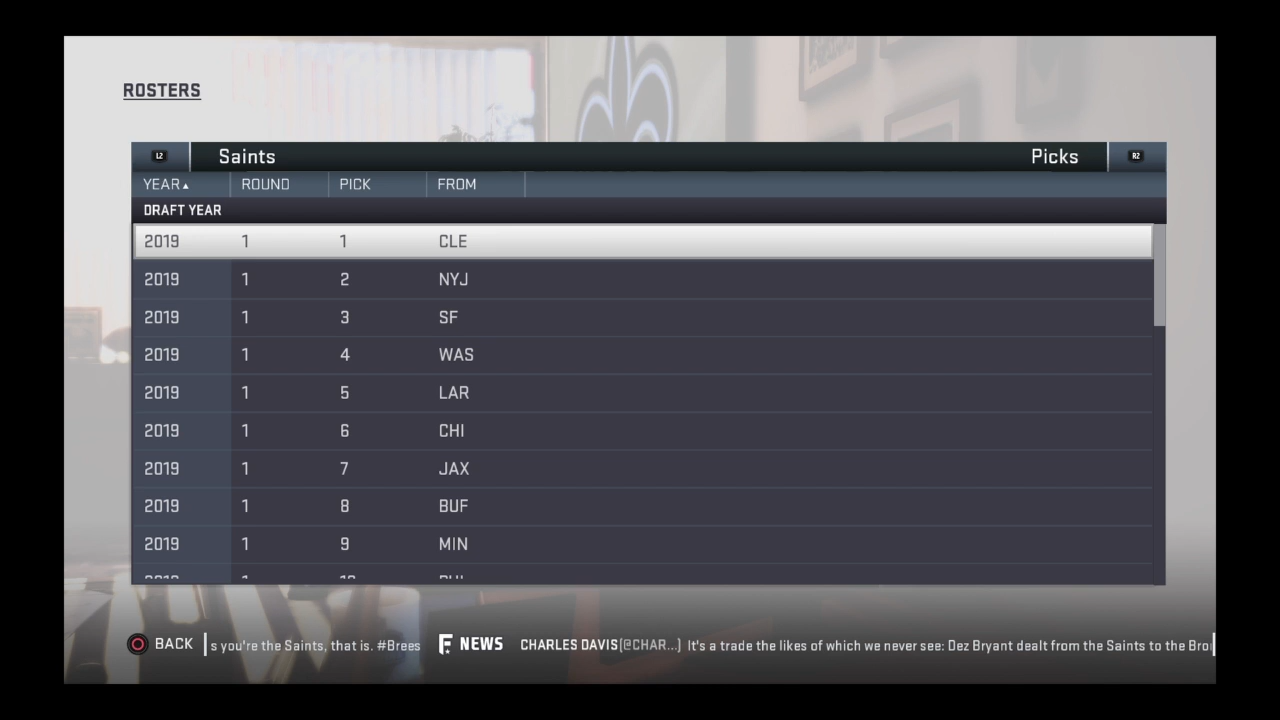 ROSTERS
L2 Saints Picks R2
YEAR ROUND PICK FROM
DRAFT YEAR
2019 1 1 CLE
2019 1 2 NYJ
2019 1 3 SF
2019 1 4 WAS
2019 1 5 LAR
2019 1 6 CHI
2019 1 7 JAX
2019 1 8 BUF
2019 1 9 MIN
BACK s you're the Saints, that is. #Brees F NEWS CHARLES DAVIS(@CHAR...) It's a trade the likes of which we never see: Dez Bryant dealt from the Saints to the Bro